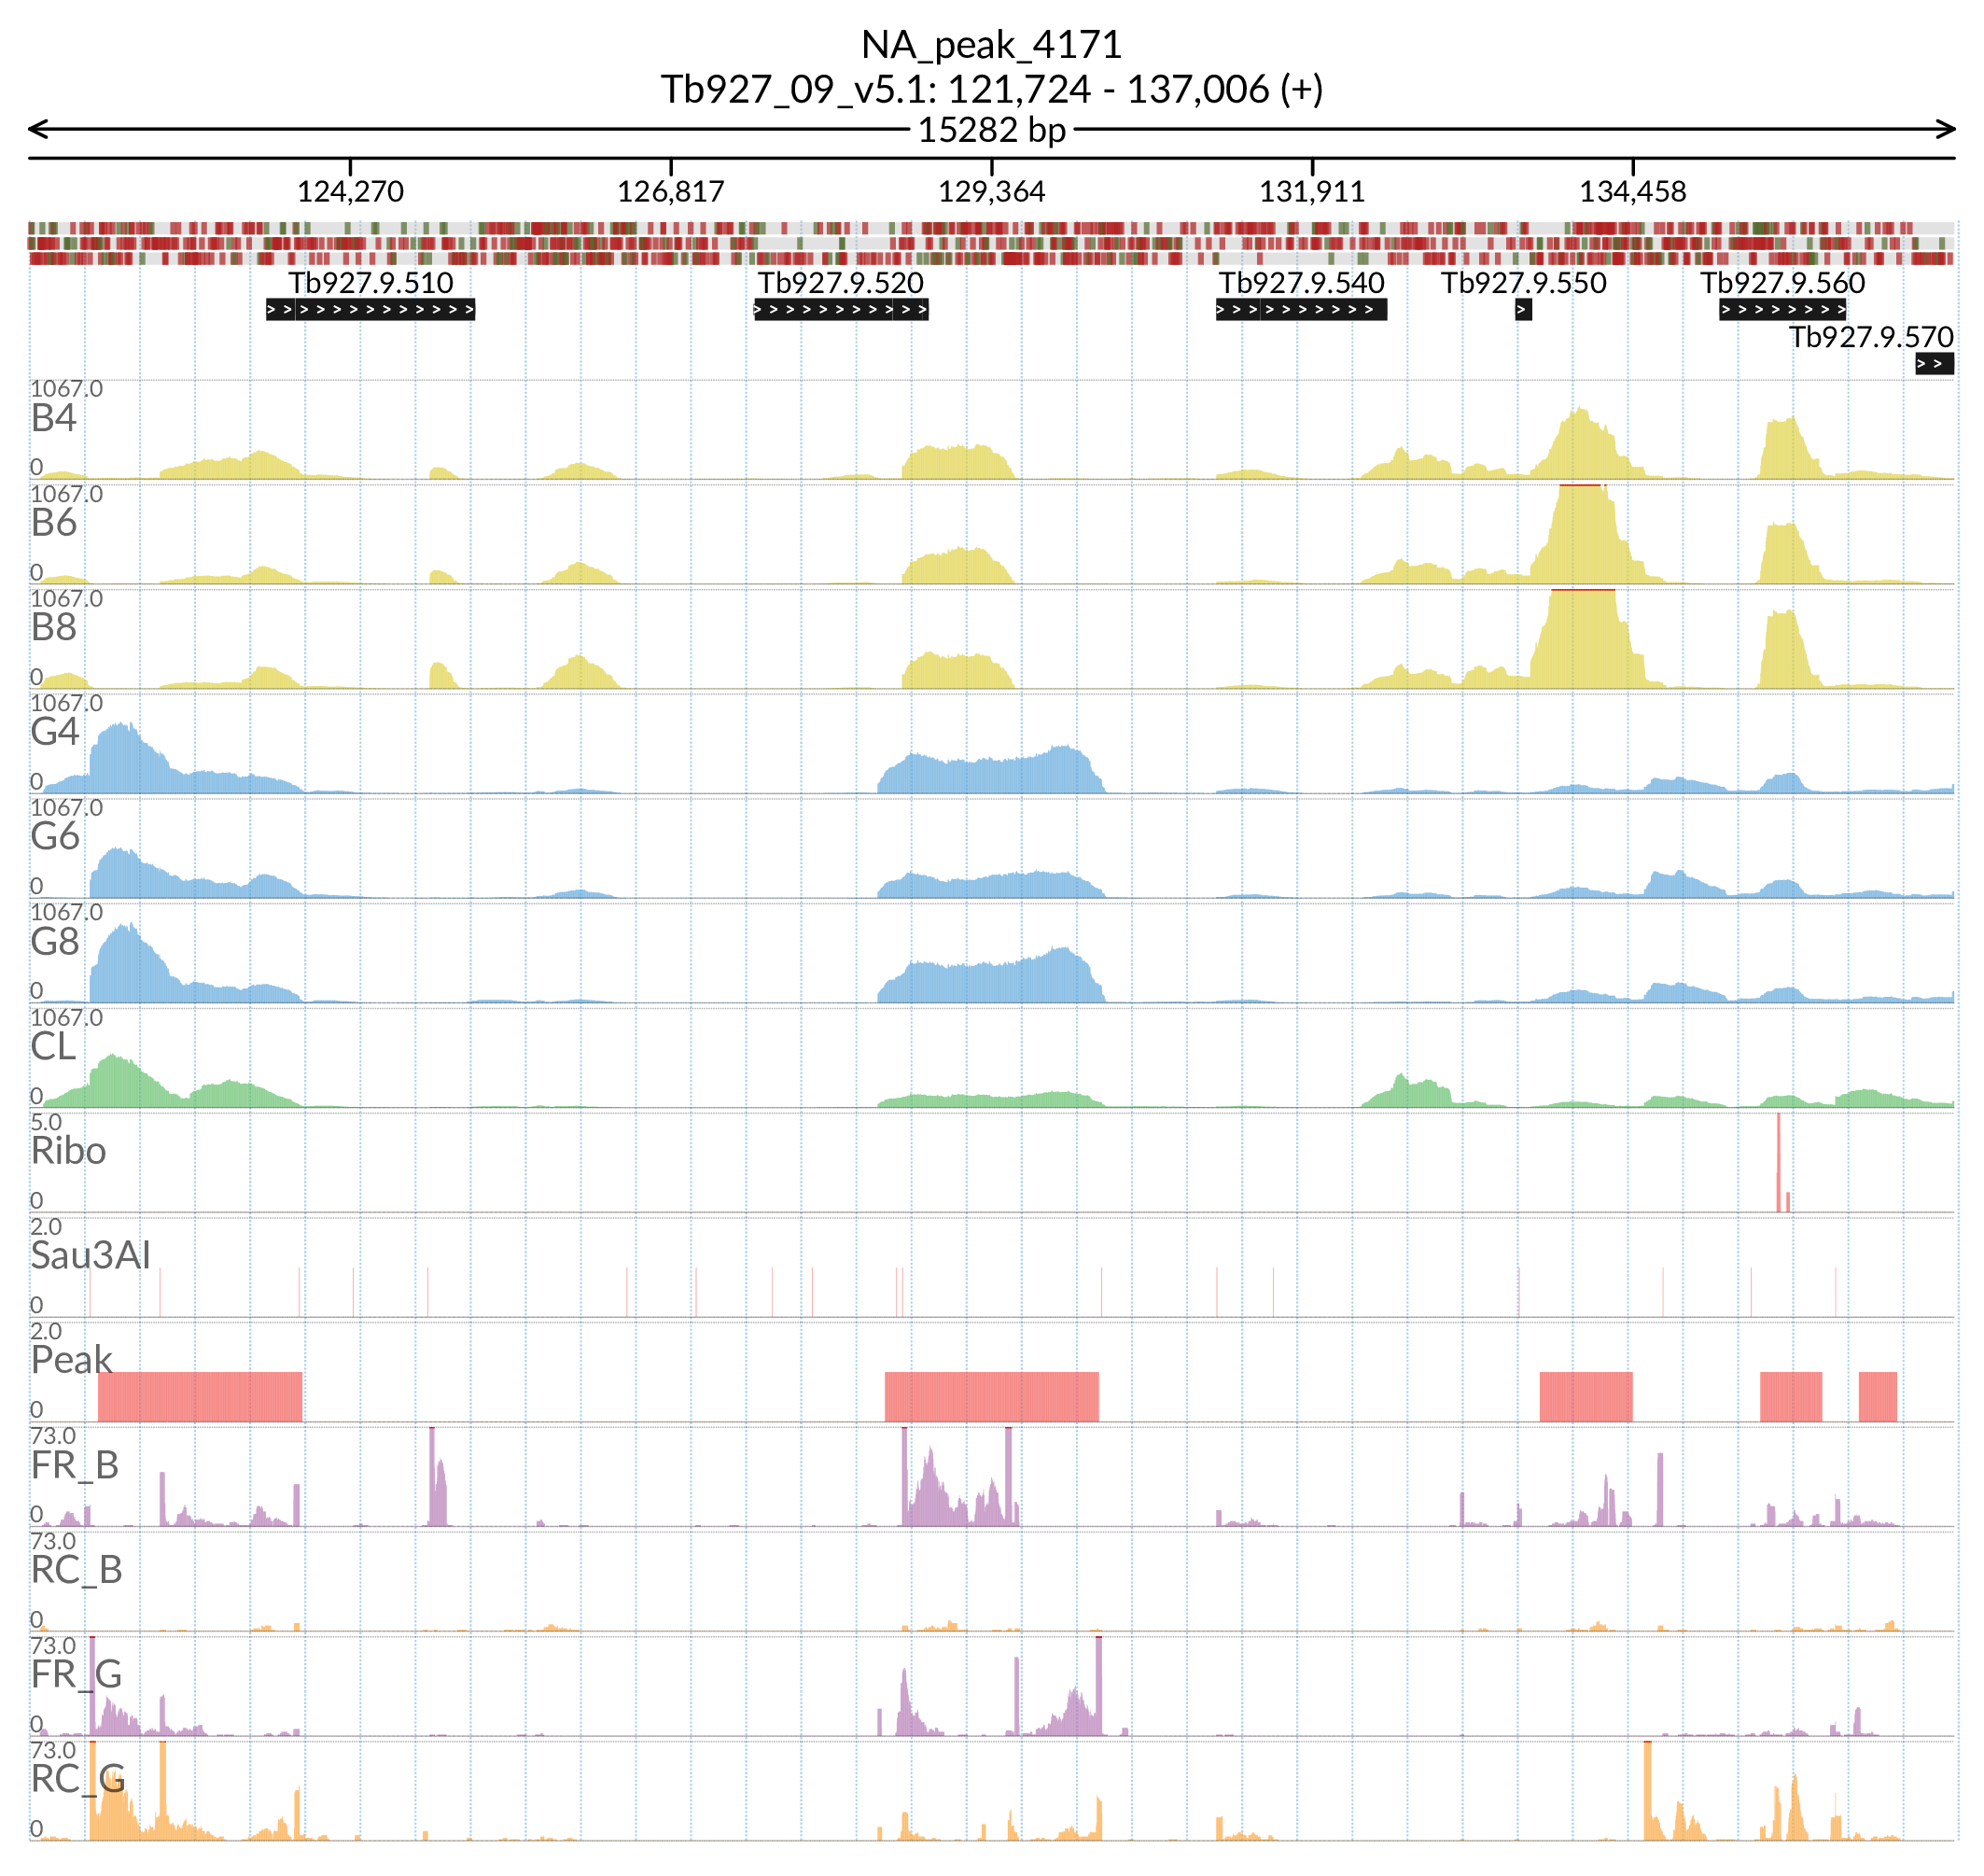 NA_peak_4171
Tb927_09_v5.1: 121,724 - 137,006 (+)
15282 bp
124,270 126,817 129,364 131,911 134,458
Tb927.9.510 Tb927.9.520 Tb927.9.540 Tb927.9.550 Tb927.9.560
Tb927.9.570
1067.0
B4
0
1067.0
B6
0
1067.0
B8
0
1067.0
G4
0
1067.0
G6
0
1067.0
G8
0
1067.0
CL
0
5.0
Ribo
0
2.0
Sau3AI
0
2.0
Peak
0
73.0
FR_B
0
73.0
RC_B
0
73.0
FR_G
0
73.0
RC_G
0